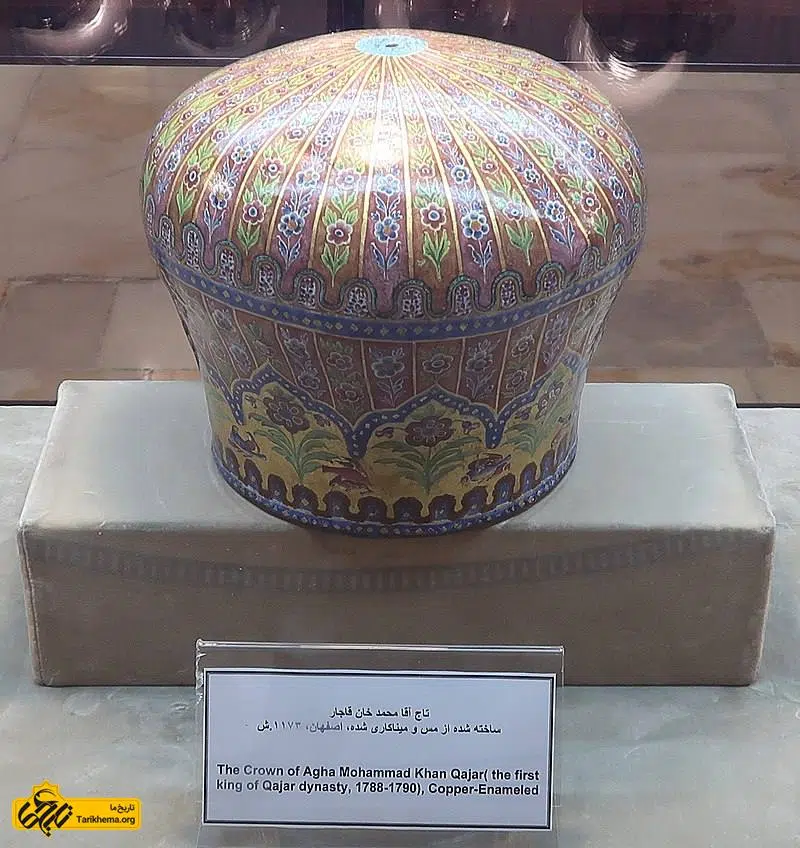 تاج آقا محمد خان قاجار
ساخته شده از مس و میناکاری شده، اصفهان، ۱۱۷۳.ش
The Crown of Agha Mohammad Khan Qajar( the first
king of Qajar dynasty, 1788-1790), Copper-Enameled
تاریخ ما
Tarikhema.org